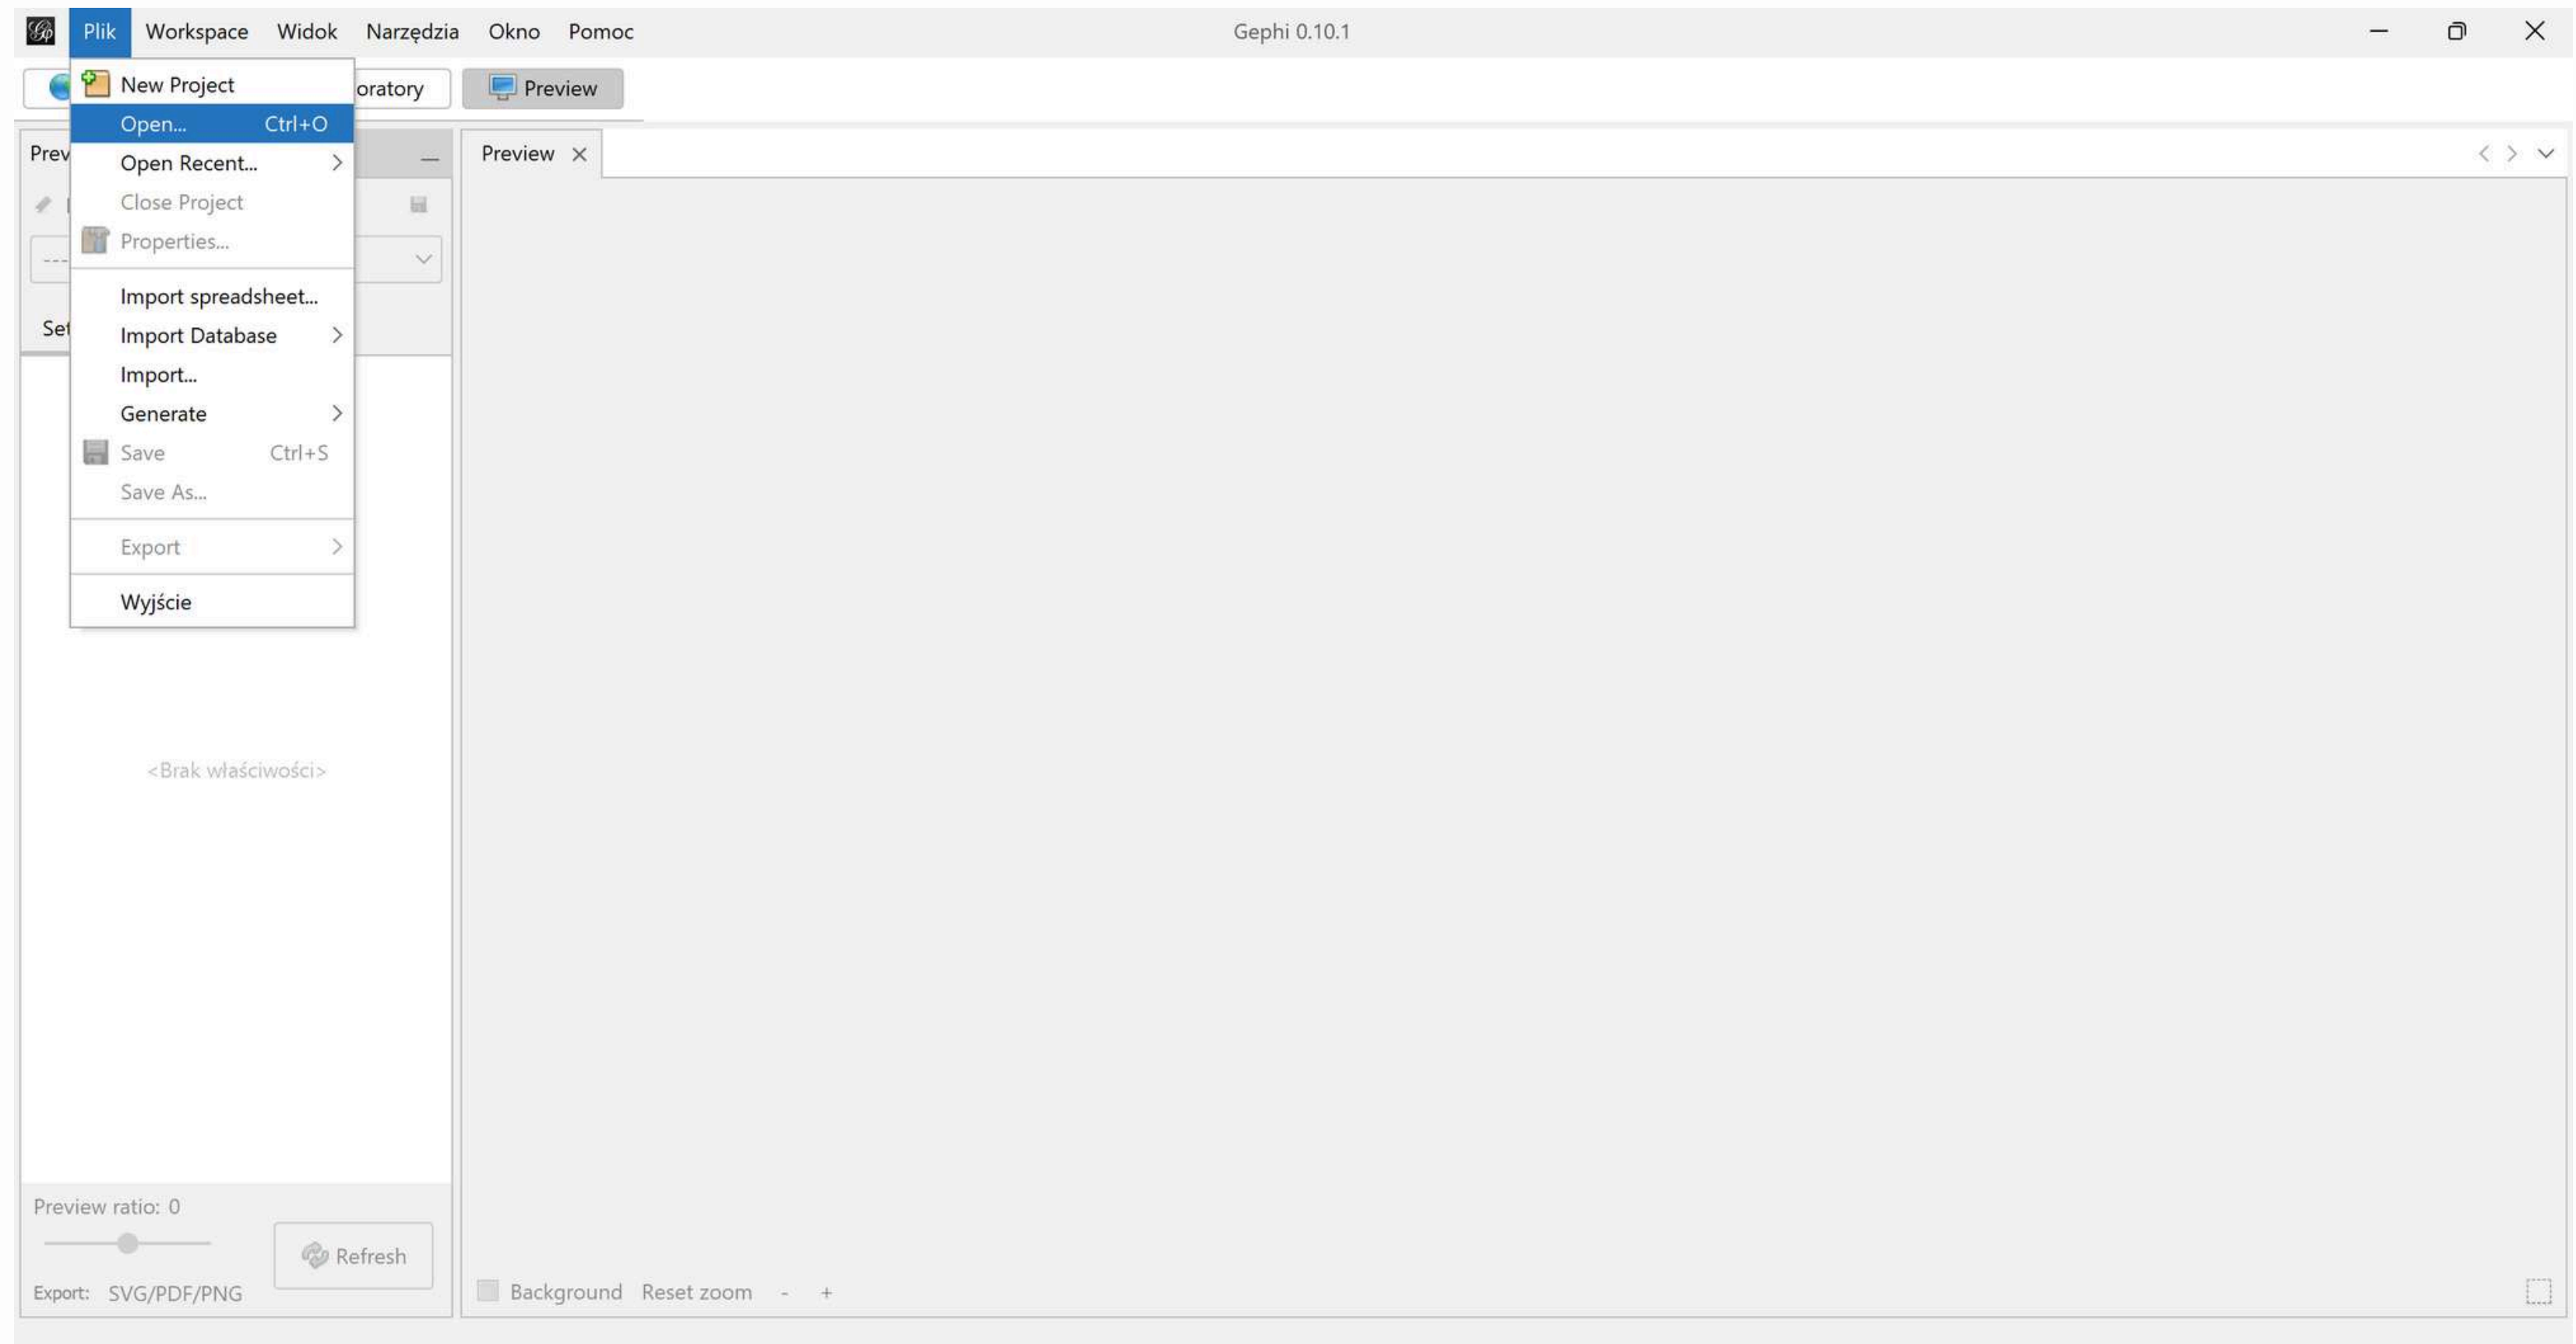 Plik Workspace Widok Narzędzia Okno Pomoc Gephi 0.10.1
New Project
oratory
Preview
Open... Ctrl+O
Prev
Preview
Open Recent...
Close Project
Properties...
---
Import spreadsheet...
Set
Import Database
Import...
Generate
Save Ctrl+S
Save As...
Export
Wyjście
<Brak właściwości>
Preview ratio: 0
Refresh
Export: SVG/PDF/PNG
Background Reset zoom - +